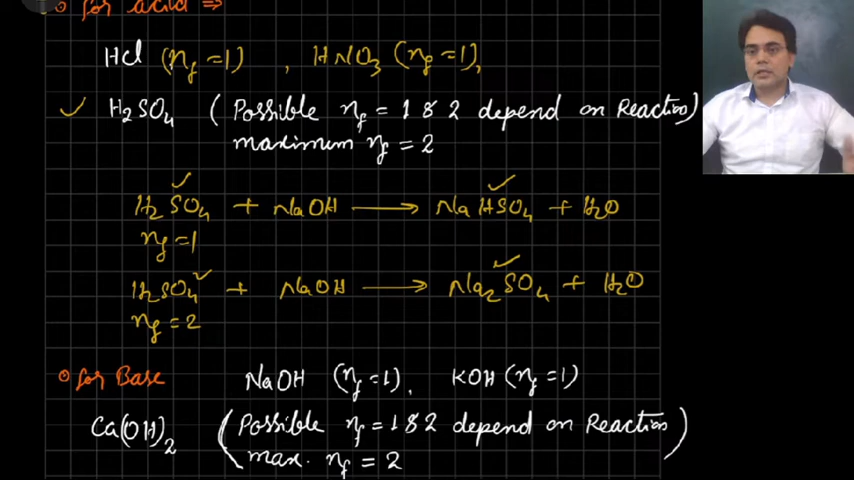 for acid ⇒
HCl (nf = 1) , HNO3 (nf = 1),
H2SO4 ( Possible nf = 1 & 2 depend on Reaction)
maximum nf = 2
H2SO4 + NaOH ⟶ NaHSO4 + H2O
nf = 1
H2SO4 + NaOH ⟶ Na2SO4 + H2O
nf = 2
for Base NaOH (nf = 1), KOH (nf = 1)
Ca(OH)2 (Possible nf = 1 & 2 depend on Reaction)
max. nf = 2